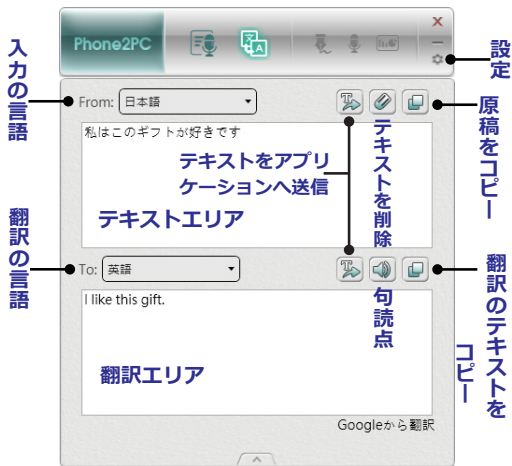 Phone2PC
入力の言語
設定
From: 日本語
原稿をコピー
私はこのギフトが好きです
テキストをアプリ
ケーションへ送信
テキストを削除
テキストエリア
翻訳の言語
To: 英語
句読点
翻訳のテキストを
コピー
I like this gift.
翻訳エリア
Googleから翻訳